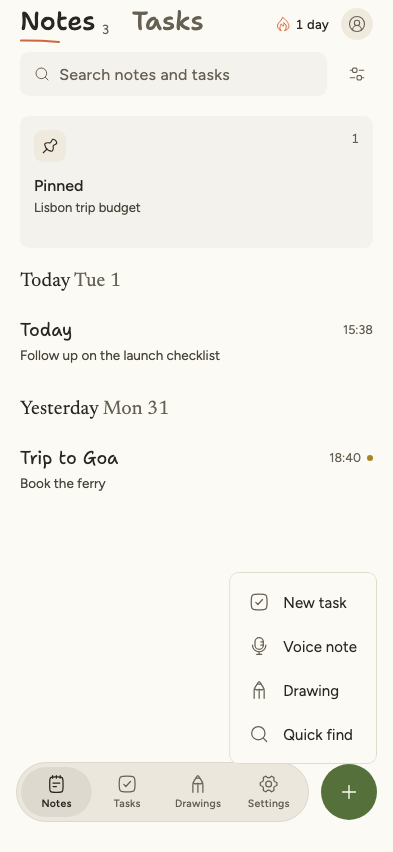 Notes 3 Tasks 1 day
Search notes and tasks
1
Pinned
Lisbon trip budget
Today Tue 1
Today 15:38
Follow up on the launch checklist
Yesterday Mon 31
Trip to Goa 18:40
Book the ferry
New task
Voice note
Drawing
Quick find
Notes Tasks Drawings Settings